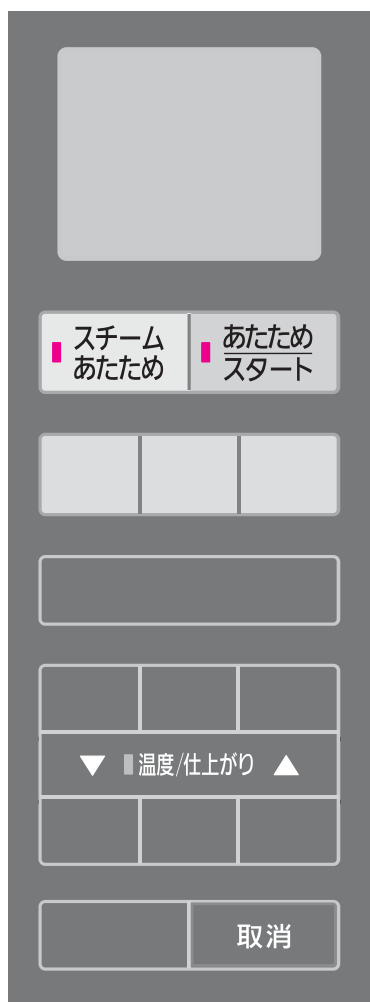 スチーム
あたため
あたため
スタート
▼ 温度/仕上がり ▲
取消